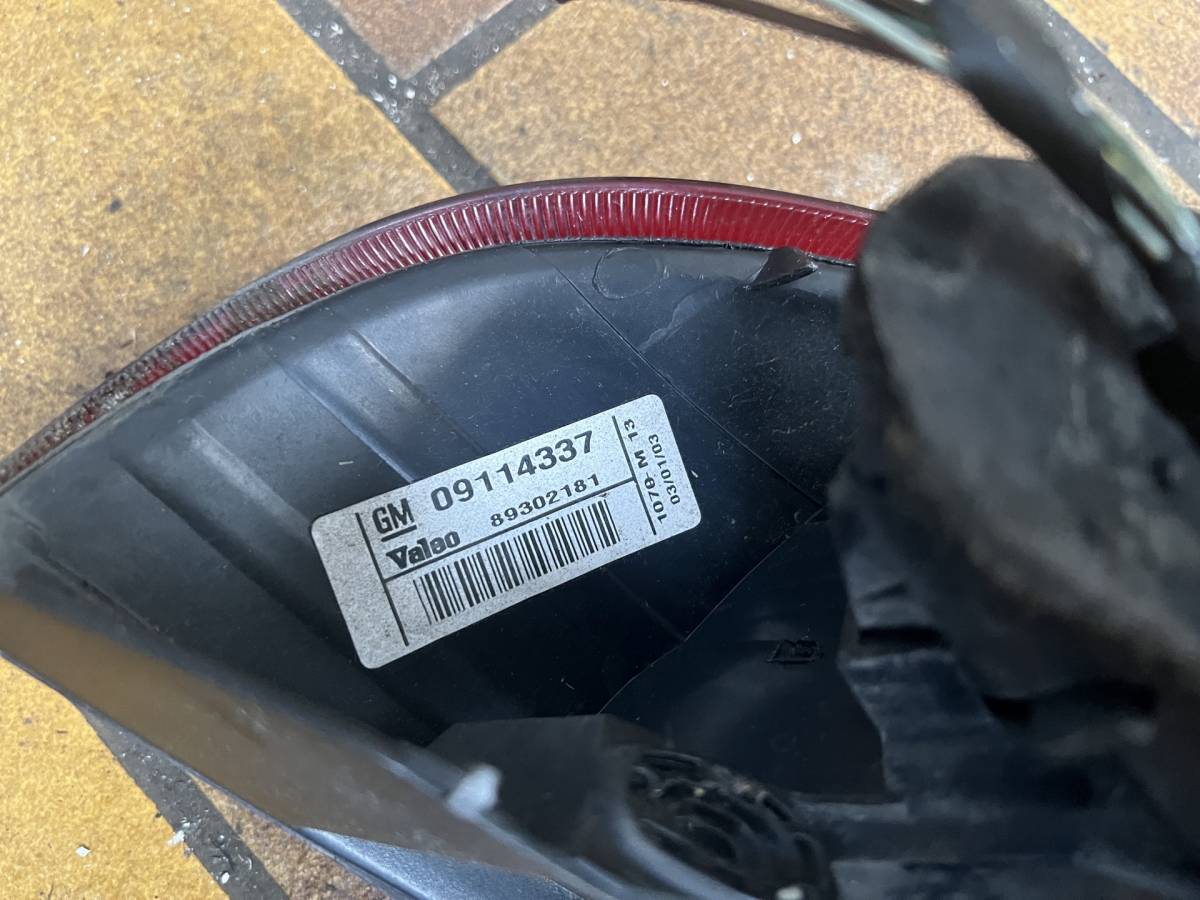 GM 09114337
Valeo 89302181
1070- M 13
03/01/03